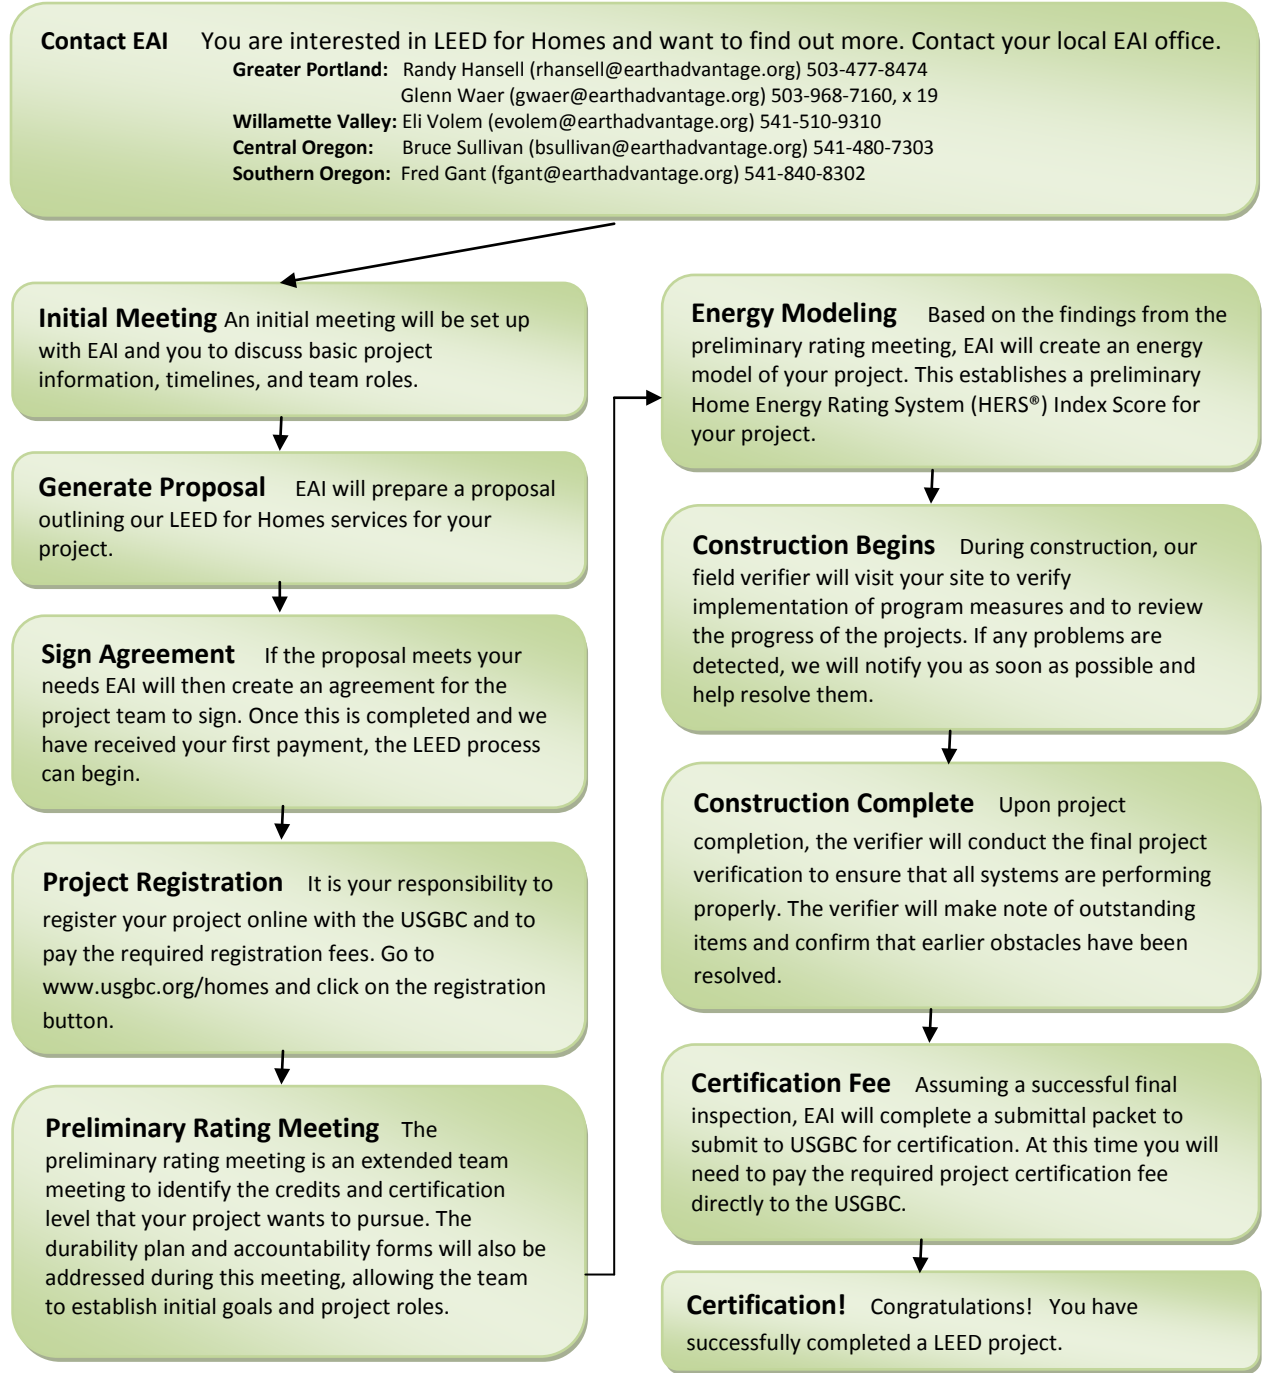 Contact EAI You are interested in LEED for Homes and want to find out more. Contact your local EAI office.
Greater Portland: Randy Hansell (rhansell@earthadvantage.org) 503-477-8474
Glenn Waer (gwaer@earthadvantage.org) 503-968-7160, x 19
Willamette Valley: Eli Volem (evolem@earthadvantage.org) 541-510-9310
Central Oregon: Bruce Sullivan (bsullivan@earthadvantage.org) 541-480-7303
Southern Oregon: Fred Gant (fgant@earthadvantage.org) 541-840-8302
Initial Meeting An initial meeting will be set up
with EAI and you to discuss basic project
information, timelines, and team roles.
Generate Proposal EAI will prepare a proposal
outlining our LEED for Homes services for your
project.
Sign Agreement If the proposal meets your
needs EAI will then create an agreement for the
project team to sign. Once this is completed and we
have received your first payment, the LEED process
can begin.
Project Registration It is your responsibility to
register your project online with the USGBC and to
pay the required registration fees. Go to
www.usgbc.org/homes and click on the registration
button.
Preliminary Rating Meeting The
preliminary rating meeting is an extended team
meeting to identify the credits and certification
level that your project wants to pursue. The
durability plan and accountability forms will also be
addressed during this meeting, allowing the team
to establish initial goals and project roles.
Energy Modeling Based on the findings from the
preliminary rating meeting, EAI will create an energy
model of your project. This establishes a preliminary
Home Energy Rating System (HERS®) Index Score for
your project.
Construction Begins During construction, our
field verifier will visit your site to verify
implementation of program measures and to review
the progress of the projects. If any problems are
detected, we will notify you as soon as possible and
help resolve them.
Construction Complete Upon project
completion, the verifier will conduct the final project
verification to ensure that all systems are performing
properly. The verifier will make note of outstanding
items and confirm that earlier obstacles have been
resolved.
Certification Fee Assuming a successful final
inspection, EAI will complete a submittal packet to
submit to USGBC for certification. At this time you will
need to pay the required project certification fee
directly to the USGBC.
Certification! Congratulations! You have
successfully completed a LEED project.